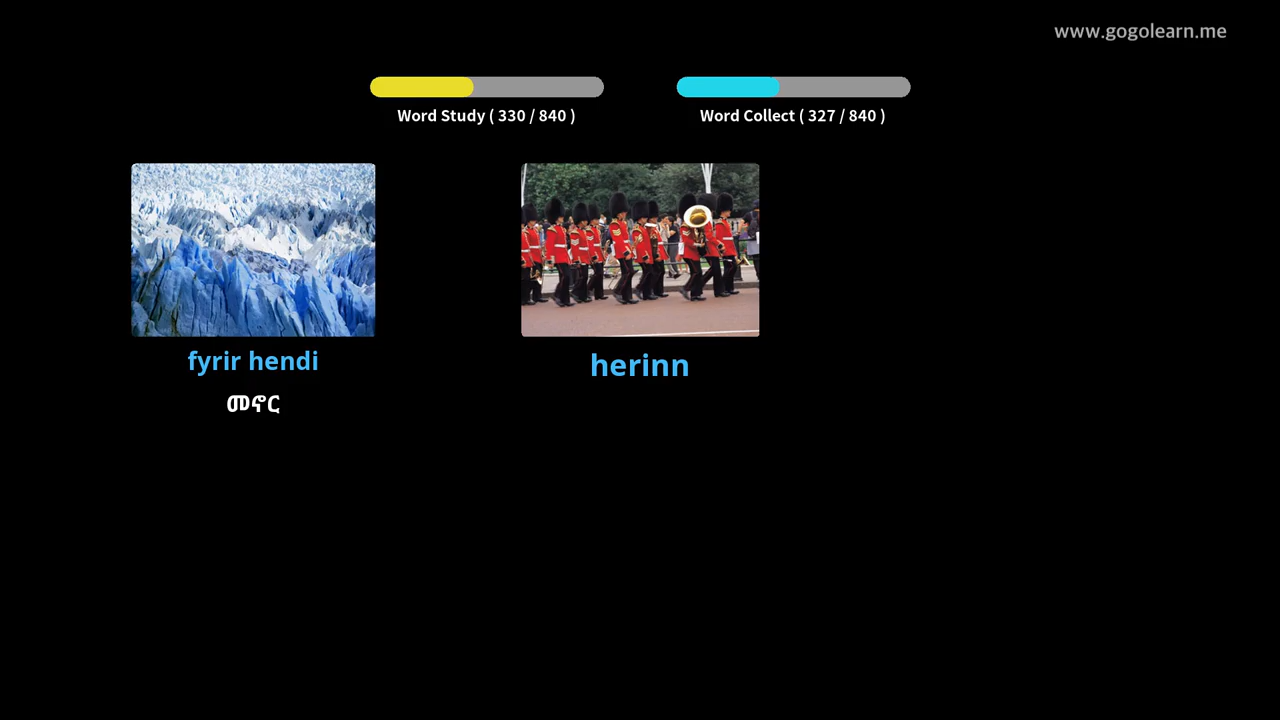 www.gogolearn.me
Word Study ( 330 / 840 )
Word Collect ( 327 / 840 )
fyrir hendi
መኖር
herinn